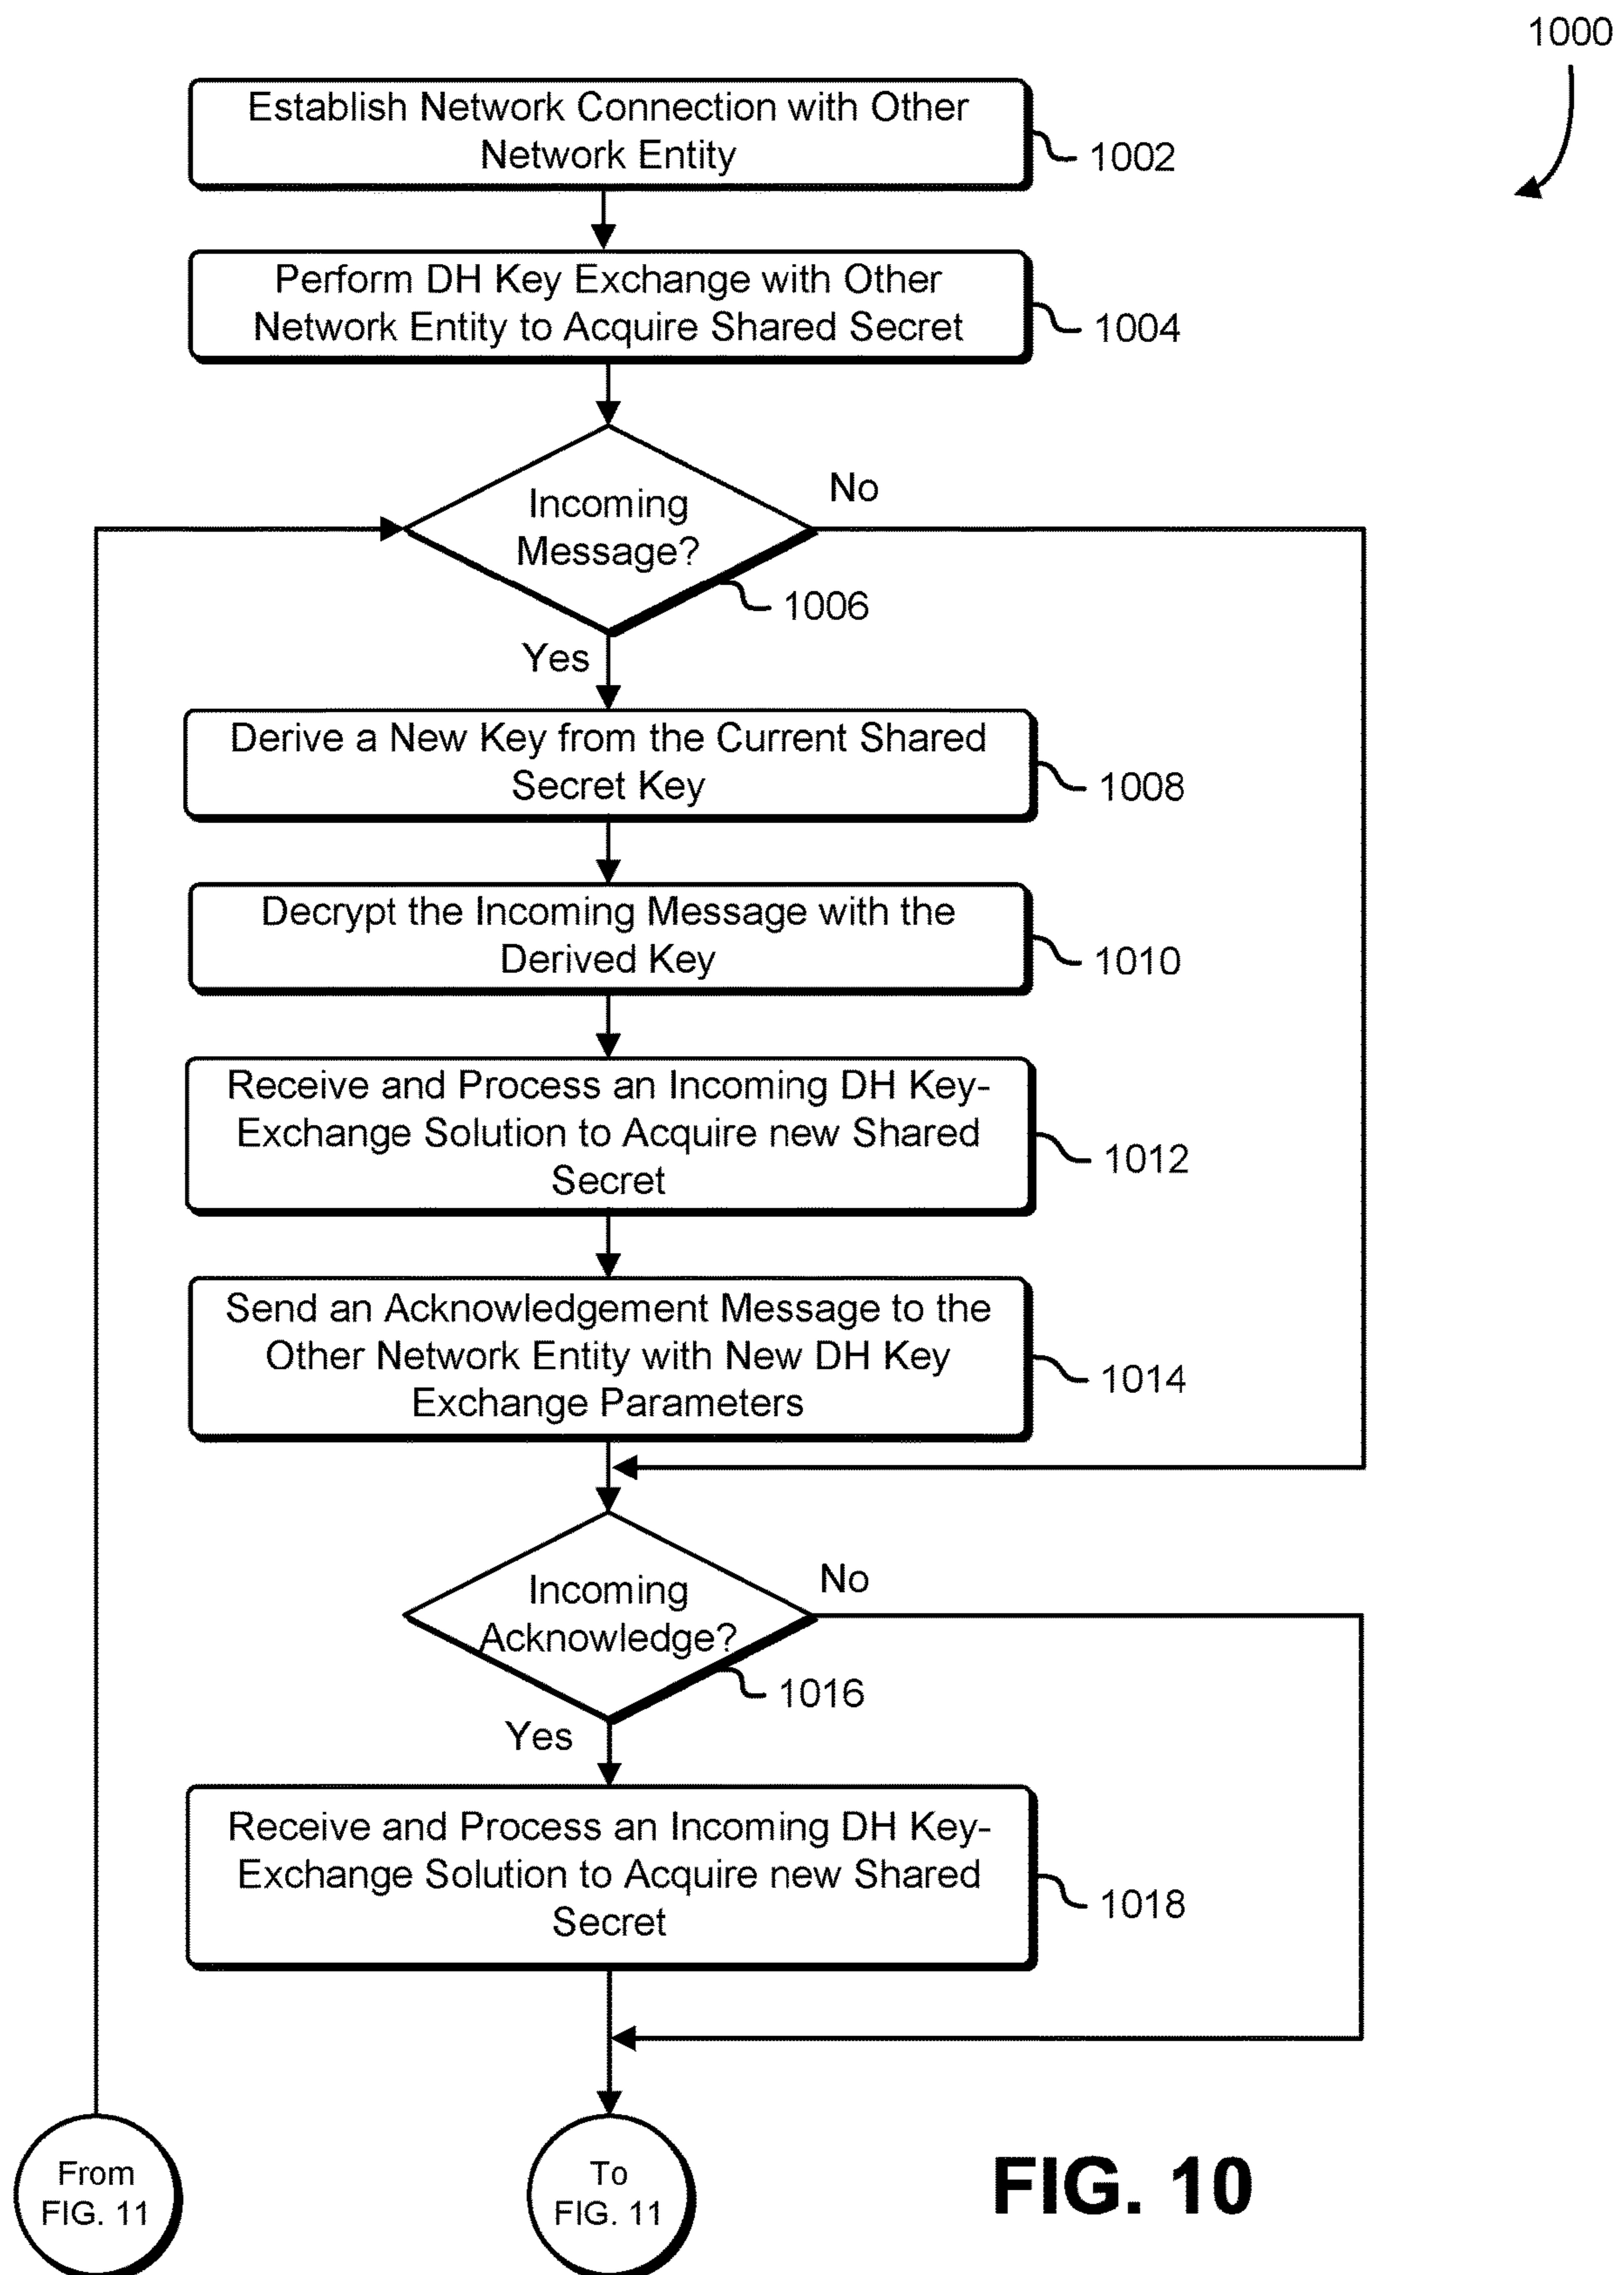 1000
Establish Network Connection with Other
Network Entity
1002
Perform DH Key Exchange with Other
Network Entity to Acquire Shared Secret
1004
Incoming
Message?
No
1006
Yes
Derive a New Key from the Current Shared
Secret Key
1008
Decrypt the Incoming Message with the
Derived Key
1010
Receive and Process an Incoming DH Key-
Exchange Solution to Acquire new Shared
Secret
1012
Send an Acknowledgement Message to the
Other Network Entity with New DH Key
Exchange Parameters
1014
Incoming
Acknowledge?
No
1016
Yes
Receive and Process an Incoming DH Key-
Exchange Solution to Acquire new Shared
Secret
1018
From
FIG. 11
To
FIG. 11
FIG. 10